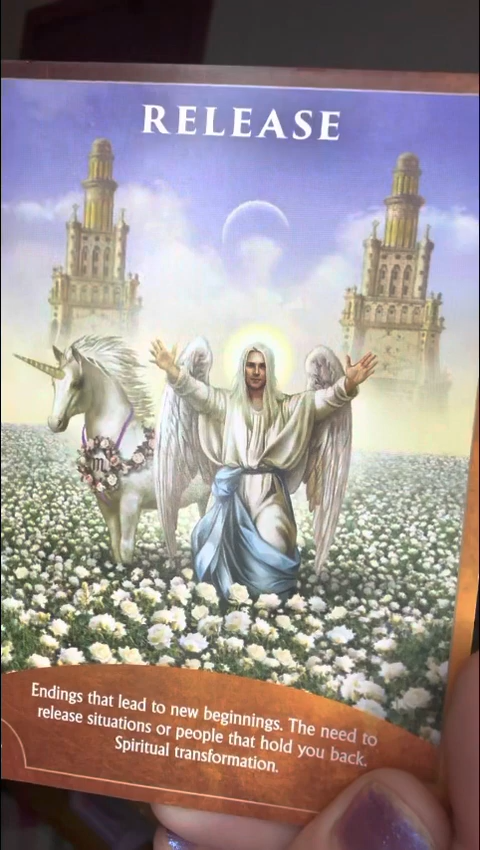 RELEASE
♏
Endings that lead to new beginnings. The need to
release situations or people that hold you back.
Spiritual transformation.